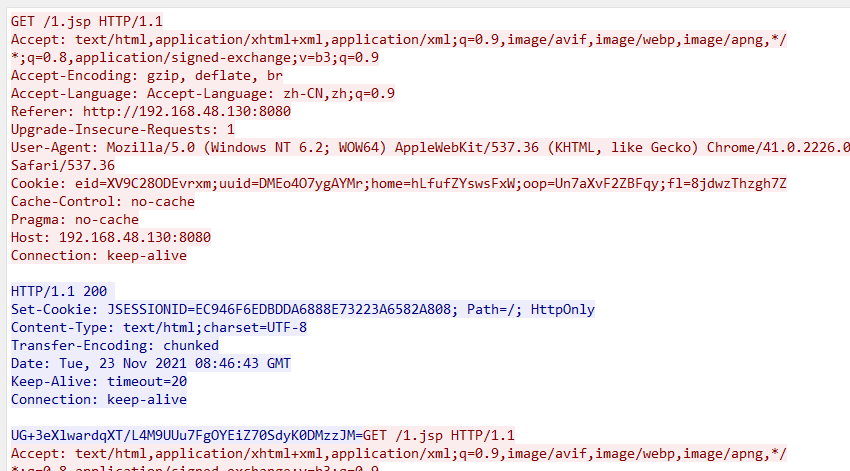 GET /1.jsp HTTP/1.1
Accept: text/html,application/xhtml+xml,application/xml;q=0.9,image/avif,image/webp,image/apng,*/
*;q=0.8,application/signed-exchange;v=b3;q=0.9
Accept-Encoding: gzip, deflate, br
Accept-Language: Accept-Language: zh-CN,zh;q=0.9
Referer: http://192.168.48.130:8080
Upgrade-Insecure-Requests: 1
User-Agent: Mozilla/5.0 (Windows NT 6.2; WOW64) AppleWebKit/537.36 (KHTML, like Gecko) Chrome/41.0.2226.0
Safari/537.36
Cookie: eid=XV9C28ODEvrxm;uuid=DMEo4O7ygAYMr;home=hLfufZYswsFxW;oop=Un7aXvF2ZBFqy;fl=8jdwzThzgh7Z
Cache-Control: no-cache
Pragma: no-cache
Host: 192.168.48.130:8080
Connection: keep-alive
HTTP/1.1 200
Set-Cookie: JSESSIONID=EC946F6EDBDDA6888E73223A6582A808; Path=/; HttpOnly
Content-Type: text/html;charset=UTF-8
Transfer-Encoding: chunked
Date: Tue, 23 Nov 2021 08:46:43 GMT
Keep-Alive: timeout=20
Connection: keep-alive
UG+3eXlwardqXT/L4M9UUu7FgOYEiZ70SdyK0DMzzJM=GET /1.jsp HTTP/1.1
Accept: text/html,application/xhtml+xml,application/xml;q=0.9,image/avif,image/webp,image/apng,*/
*;q=0.8,application/signed-exchange;v=b3;q=0.9